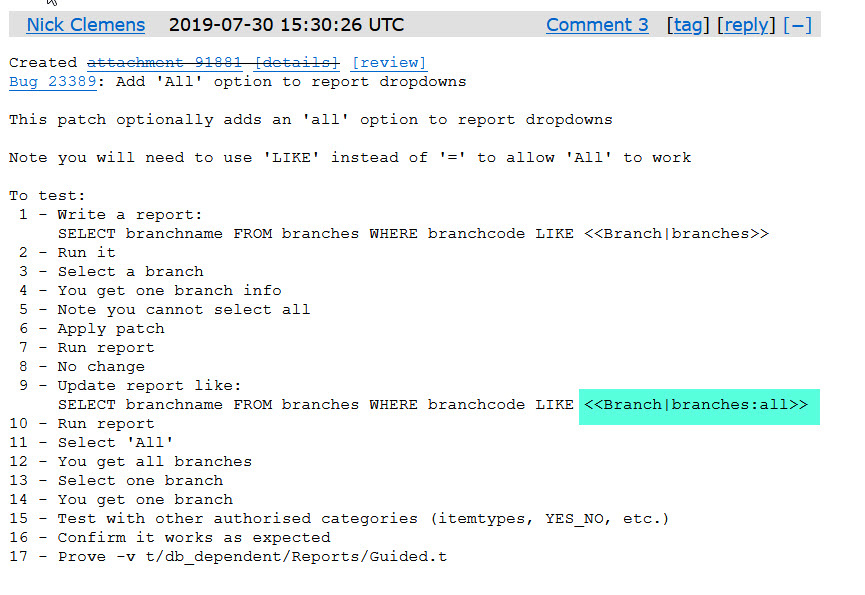 Nick Clemens 2019-07-30 15:30:26 UTC Comment 3 [tag] [reply] [−]
Created attachment 91881 [details] [review]
Bug 23389: Add 'All' option to report dropdowns
This patch optionally adds an 'all' option to report dropdowns
Note you will need to use 'LIKE' instead of '=' to allow 'All' to work
To test:
1 - Write a report:
SELECT branchname FROM branches WHERE branchcode LIKE <<Branch|branches>>
2 - Run it
3 - Select a branch
4 - You get one branch info
5 - Note you cannot select all
6 - Apply patch
7 - Run report
8 - No change
9 - Update report like:
SELECT branchname FROM branches WHERE branchcode LIKE <<Branch|branches:all>>
10 - Run report
11 - Select 'All'
12 - You get all branches
13 - Select one branch
14 - You get one branch
15 - Test with other authorised categories (itemtypes, YES_NO, etc.)
16 - Confirm it works as expected
17 - Prove -v t/db_dependent/Reports/Guided.t